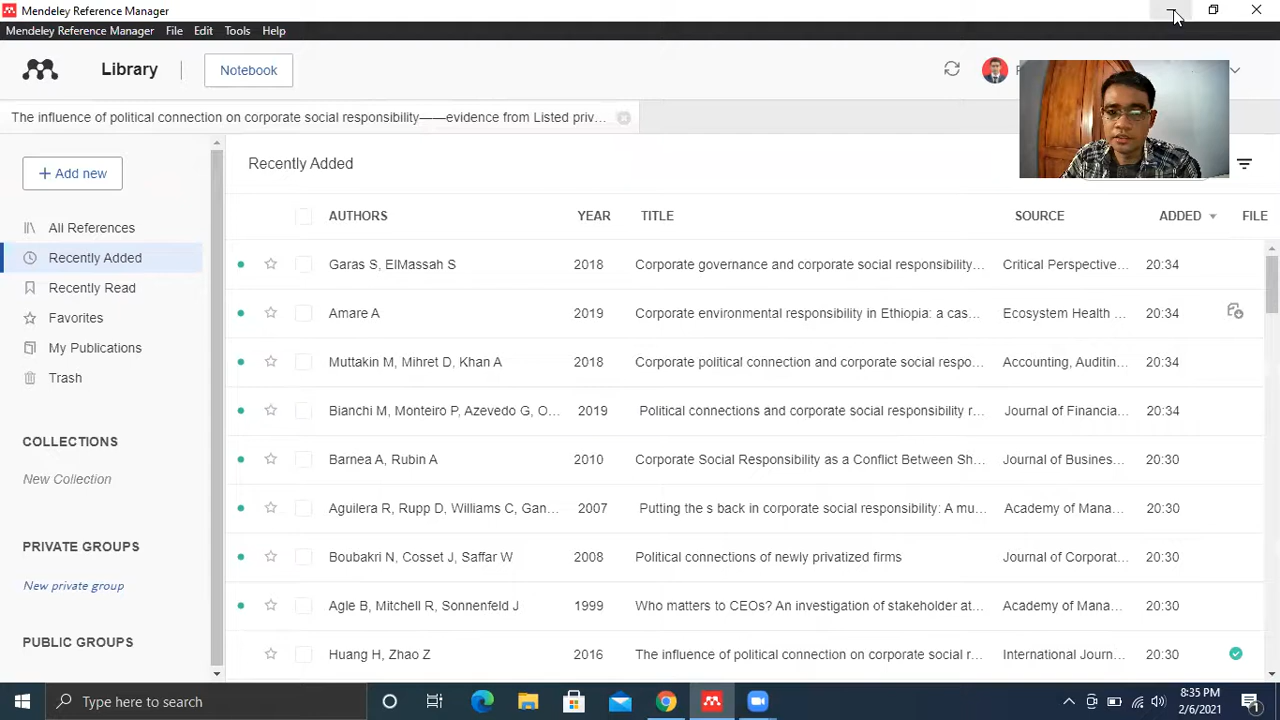 Mendeley Reference Manager
Mendeley Reference Manager File Edit Tools Help
Library Notebook
The influence of political connection on corporate social responsibility——evidence from Listed priv...
+ Add new
Recently Added
AUTHORS YEAR TITLE SOURCE ADDED FILE
All References
Recently Added
Recently Read
Favorites
My Publications
Trash
COLLECTIONS
New Collection
PRIVATE GROUPS
New private group
PUBLIC GROUPS
Garas S, ElMassah S 2018 Corporate governance and corporate social responsibility... Critical Perspective... 20:34
Amare A 2019 Corporate environmental responsibility in Ethiopia: a cas... Ecosystem Health ... 20:34
Muttakin M, Mihret D, Khan A 2018 Corporate political connection and corporate social respo... Accounting, Auditin... 20:34
Bianchi M, Monteiro P, Azevedo G, O... 2019 Political connections and corporate social responsibility r... Journal of Financia... 20:34
Barnea A, Rubin A 2010 Corporate Social Responsibility as a Conflict Between Sh... Journal of Busines... 20:30
Aguilera R, Rupp D, Williams C, Gan... 2007 Putting the s back in corporate social responsibility: A mu... Academy of Mana... 20:30
Boubakri N, Cosset J, Saffar W 2008 Political connections of newly privatized firms Journal of Corporat... 20:30
Agle B, Mitchell R, Sonnenfeld J 1999 Who matters to CEOs? An investigation of stakeholder at... Academy of Mana... 20:30
Huang H, Zhao Z 2016 The influence of political connection on corporate social r... International Journ... 20:30
Type here to search
8:35 PM
2/6/2021
1